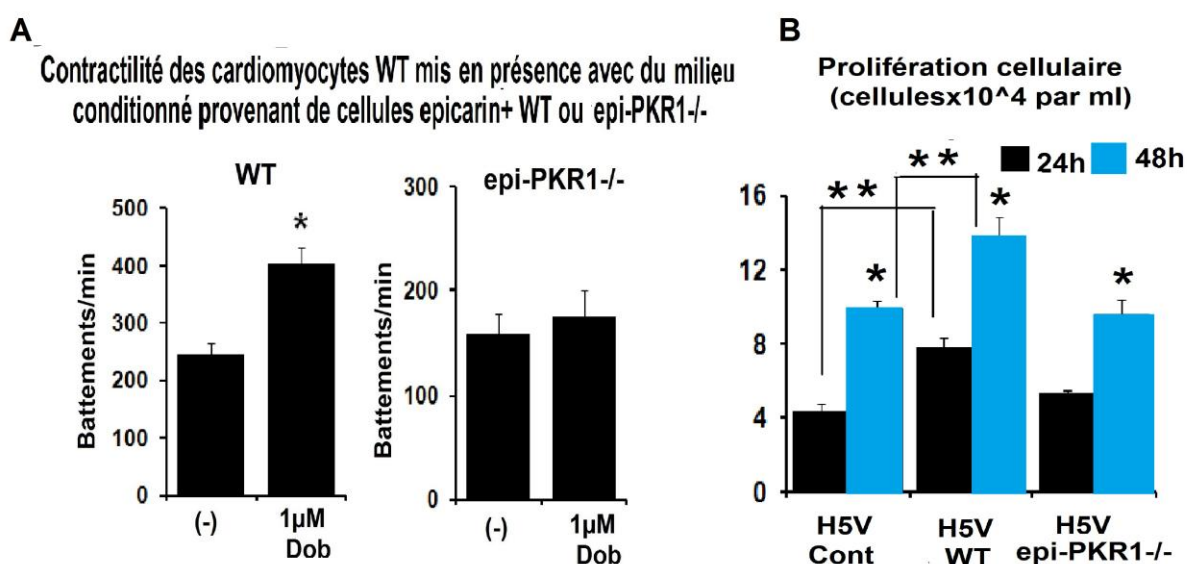 A
Contractilité des cardiomyocytes WT mis en présence avec du milieu
conditionné provenant de cellules epicarin+ WT ou epi-PKR1-/-
WT
Battements/min
500
400
300
200
100
0
*
(-)
1µM
Dob
epi-PKR1-/-
Battements/min
300
200
100
0
(-)
1µM
Dob
B
Prolifération cellulaire
(cellulesx10^4 par ml)
24h
48h
**
**
*
*
*
16
12
8
4
0
H5V
Cont
H5V
WT
H5V
epi-PKR1-/-